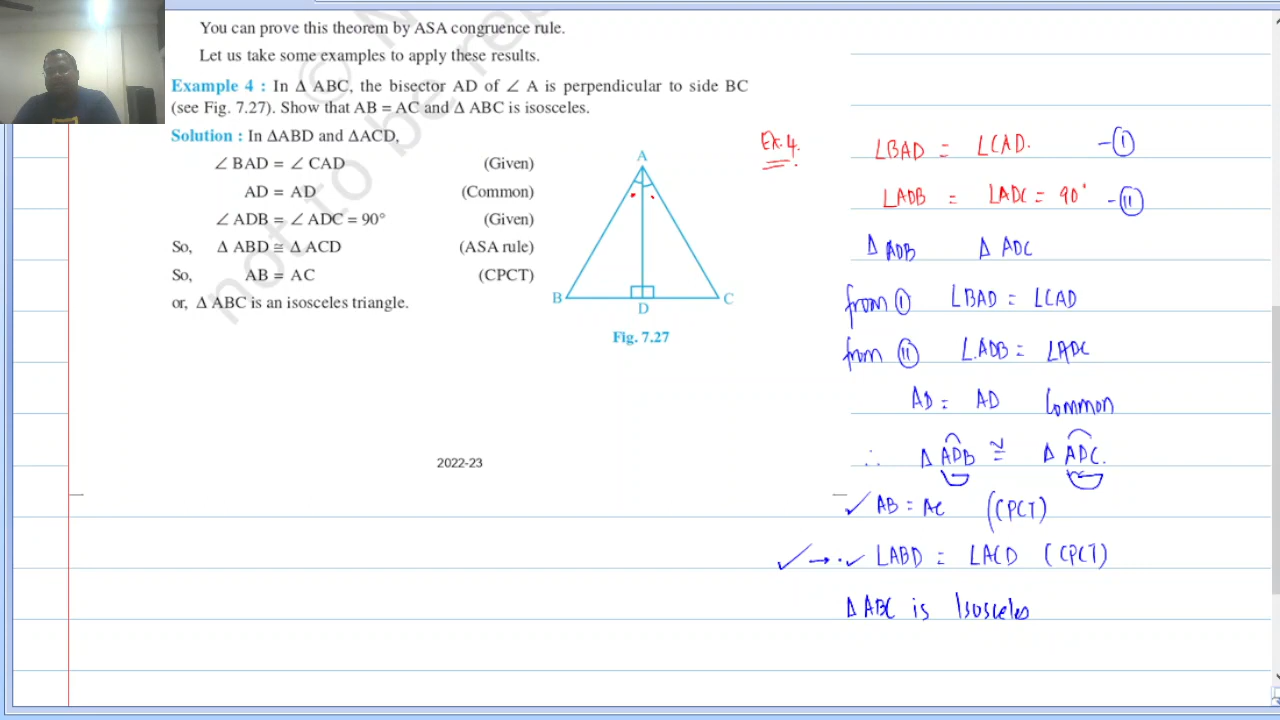 You can prove this theorem by ASA congruence rule.
Let us take some examples to apply these results.
Example 4 : In Δ ABC, the bisector AD of ∠ A is perpendicular to side BC
(see Fig. 7.27). Show that AB = AC and Δ ABC is isosceles.
Solution : In ΔABD and ΔACD,
∠ BAD = ∠ CAD (Given)
AD = AD (Common)
∠ ADB = ∠ ADC = 90° (Given)
So, Δ ABD ≅ Δ ACD (ASA rule)
So, AB = AC (CPCT)
or, Δ ABC is an isosceles triangle.
A
B
C
D
Fig. 7.27
2022-23
© N
not to be rep
Ex. 4.
∠BAD = ∠CAD. -(I)
∠ADB = ∠ADC = 90° -(II)
Δ ADB Δ ADC
from (I) ∠BAD = ∠CAD
from (II) ∠ADB = ∠ADC
AD = AD Common
∴ Δ ADB ≅ Δ ADC.
✓ AB = AC (CPCT)
✓ → . ✓ ∠ABD = ∠ACD (CPCT)
Δ ABC is Isosceles